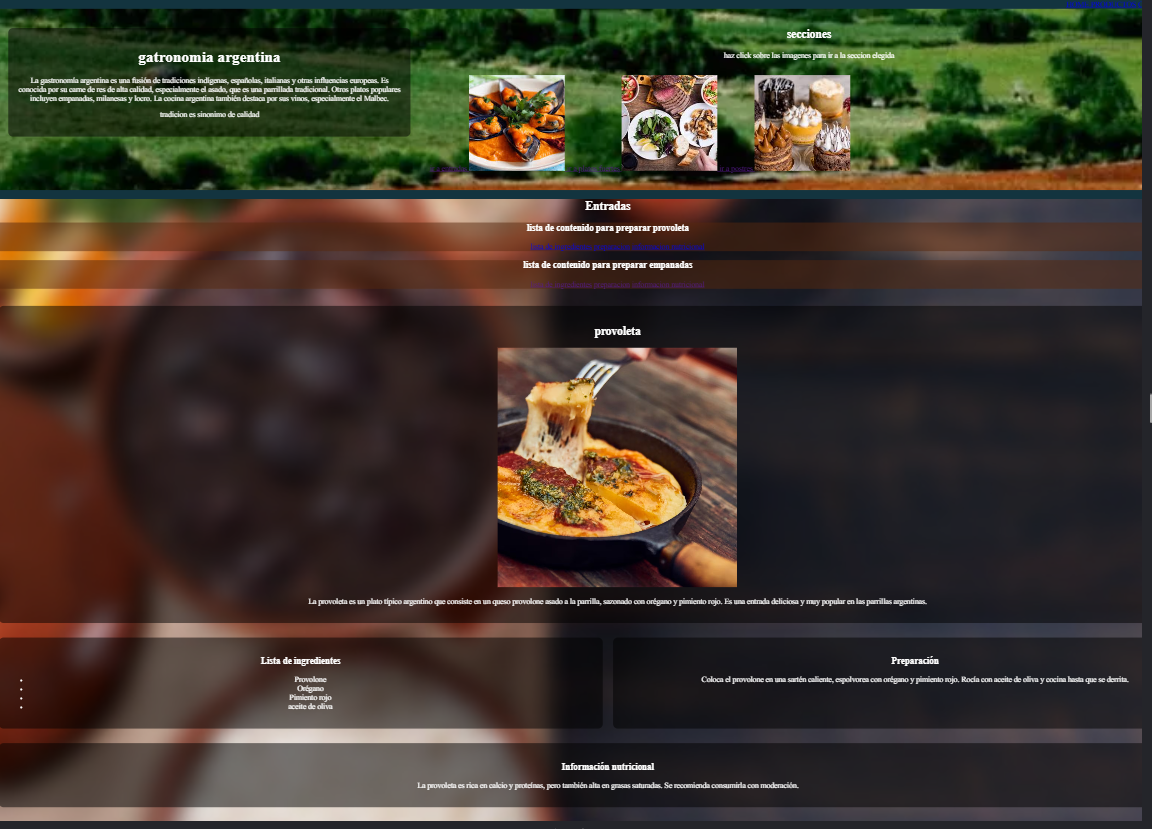 gatronomia argentina
La gastronomía argentina es una fusión de tradiciones indígenas, españolas, italianas y otras influencias europeas. Es
conocida por su carne de res de alta calidad, especialmente el asado, que es una parrillada tradicional. Otros platos populares
incluyen empanadas, milanesas y locro. La cocina argentina también destaca por sus vinos, especialmente el Malbec.
tradicion es sinonimo de calidad
secciones
haz click sobre las imagenes para ir a la seccion elegida
Entradas
lista de contenido para preparar provoleta
lista de contenido para preparar empanadas
provoleta
La provoleta es un plato típico argentino que consiste en un queso provolone asado a la parrilla, sazonado con orégano y pimiento rojo. Es una entrada deliciosa y muy popular en las parrillas argentinas.
Lista de ingredientes
Provolone
Orégano
Pimiento rojo
aceite de oliva
Preparación
Coloca el provolone en una sartén caliente, espolvorea con orégano y pimiento rojo. Rocía con aceite de oliva y cocina hasta que se derrita.
Información nutricional
La provoleta es rica en calcio y proteínas, pero también alta en grasas saturadas. Se recomienda consumirla con moderación.